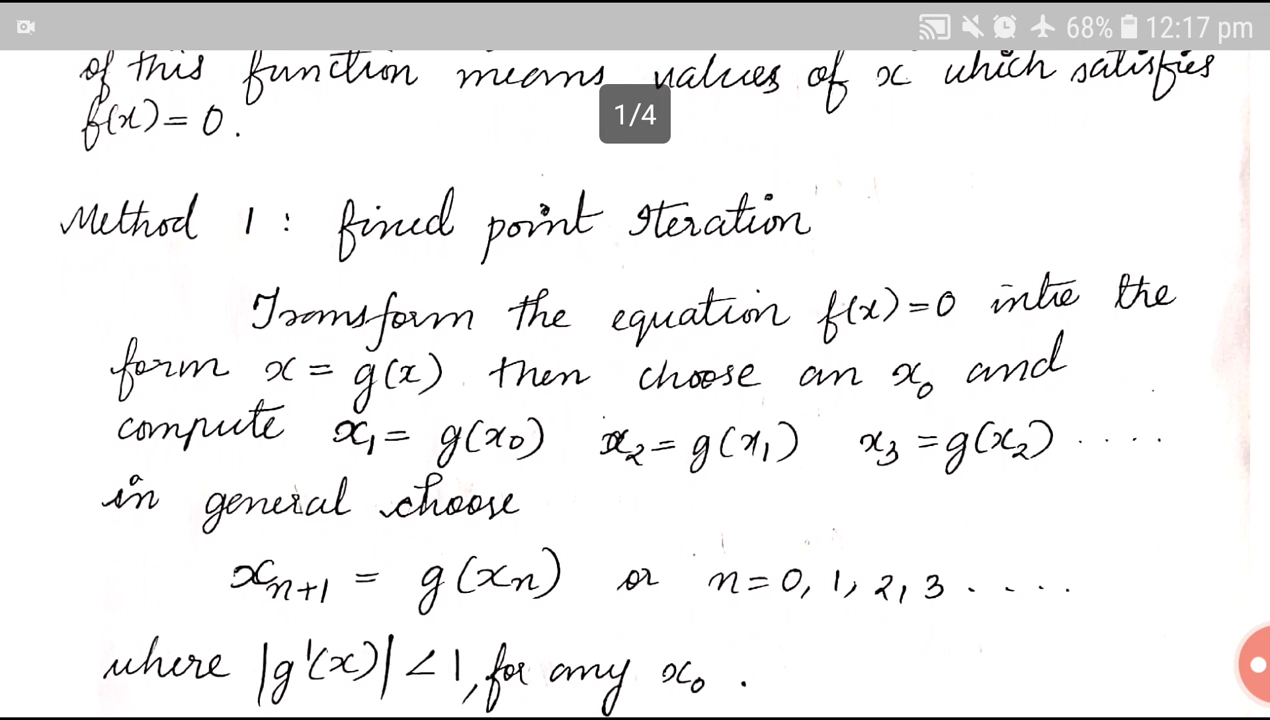 68% 12:17 pm
of this function means values of x which satisfies
f(x) = 0.
1/4
Method 1 : fixed point Iteration
Transform the equation f(x)=0 into the
form x = g(x) then choose an x₀ and
compute x₁ = g(x₀) x₂ = g(x₁) x₃ = g(x₂) ....
in general choose
xₙ₊₁ = g(xₙ) or n = 0, 1, 2, 3 ....
where |g'(x)| < 1, for any x₀ .